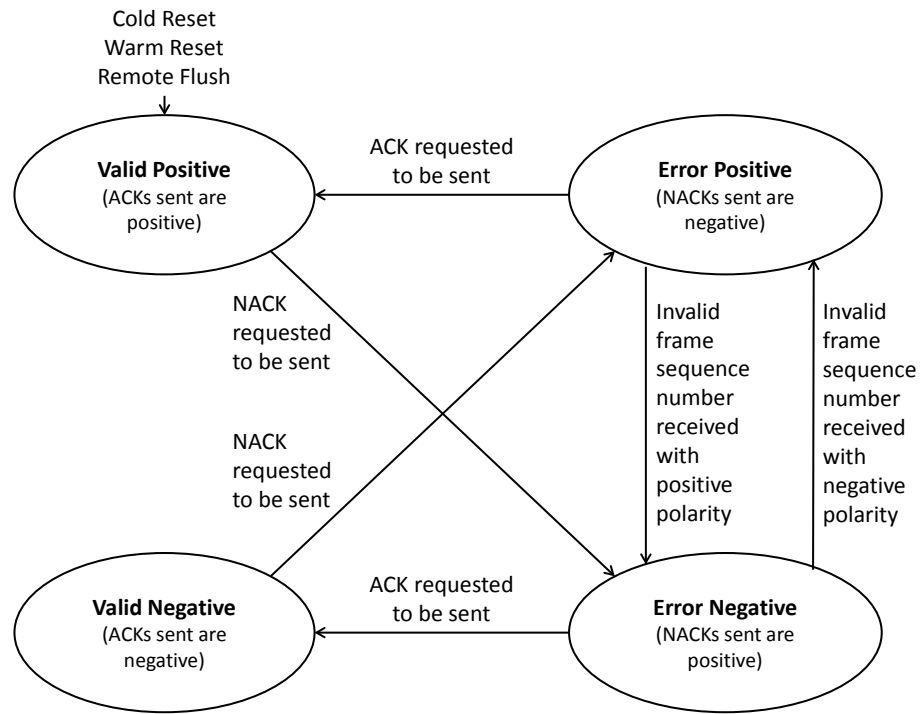 Cold Reset
Warm Reset
Remote Flush
Valid Positive
(ACKs sent are
positive)
ACK requested
to be sent
Error Positive
(NACKs sent are
negative)
NACK
requested
to be sent
Invalid
frame
sequence
number
received
with
positive
polarity
Invalid
frame
sequence
number
received
with
negative
polarity
NACK
requested
to be sent
Valid Negative
(ACKs sent are
negative)
ACK requested
to be sent
Error Negative
(NACKs sent are
positive)